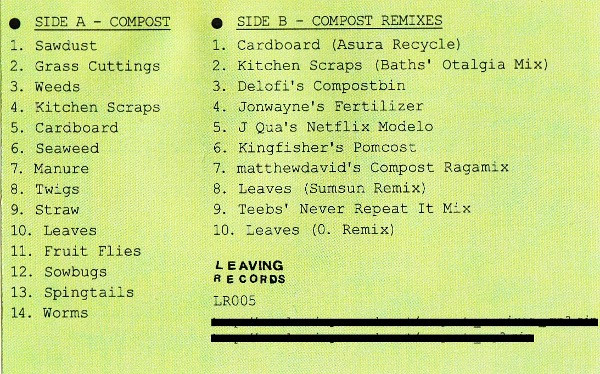 SIDE A - COMPOST
1. Sawdust
2. Grass Cuttings
3. Weeds
4. Kitchen Scraps
5. Cardboard
6. Seaweed
7. Manure
8. Twigs
9. Straw
10. Leaves
11. Fruit Flies
12. Sowbugs
13. Spingtails
14. Worms
SIDE B - COMPOST REMIXES
1. Cardboard (Asura Recycle)
2. Kitchen Scraps (Baths' Otalgia Mix)
3. Delofi's Compostbin
4. Jonwayne's Fertilizer
5. J Qua's Netflix Modelo
6. Kingfisher's Pomcost
7. matthewdavid's Compost Ragamix
8. Leaves (Sumsun Remix)
9. Teebs' Never Repeat It Mix
10. Leaves (0. Remix)
LEAVING
RECORDS
LR005